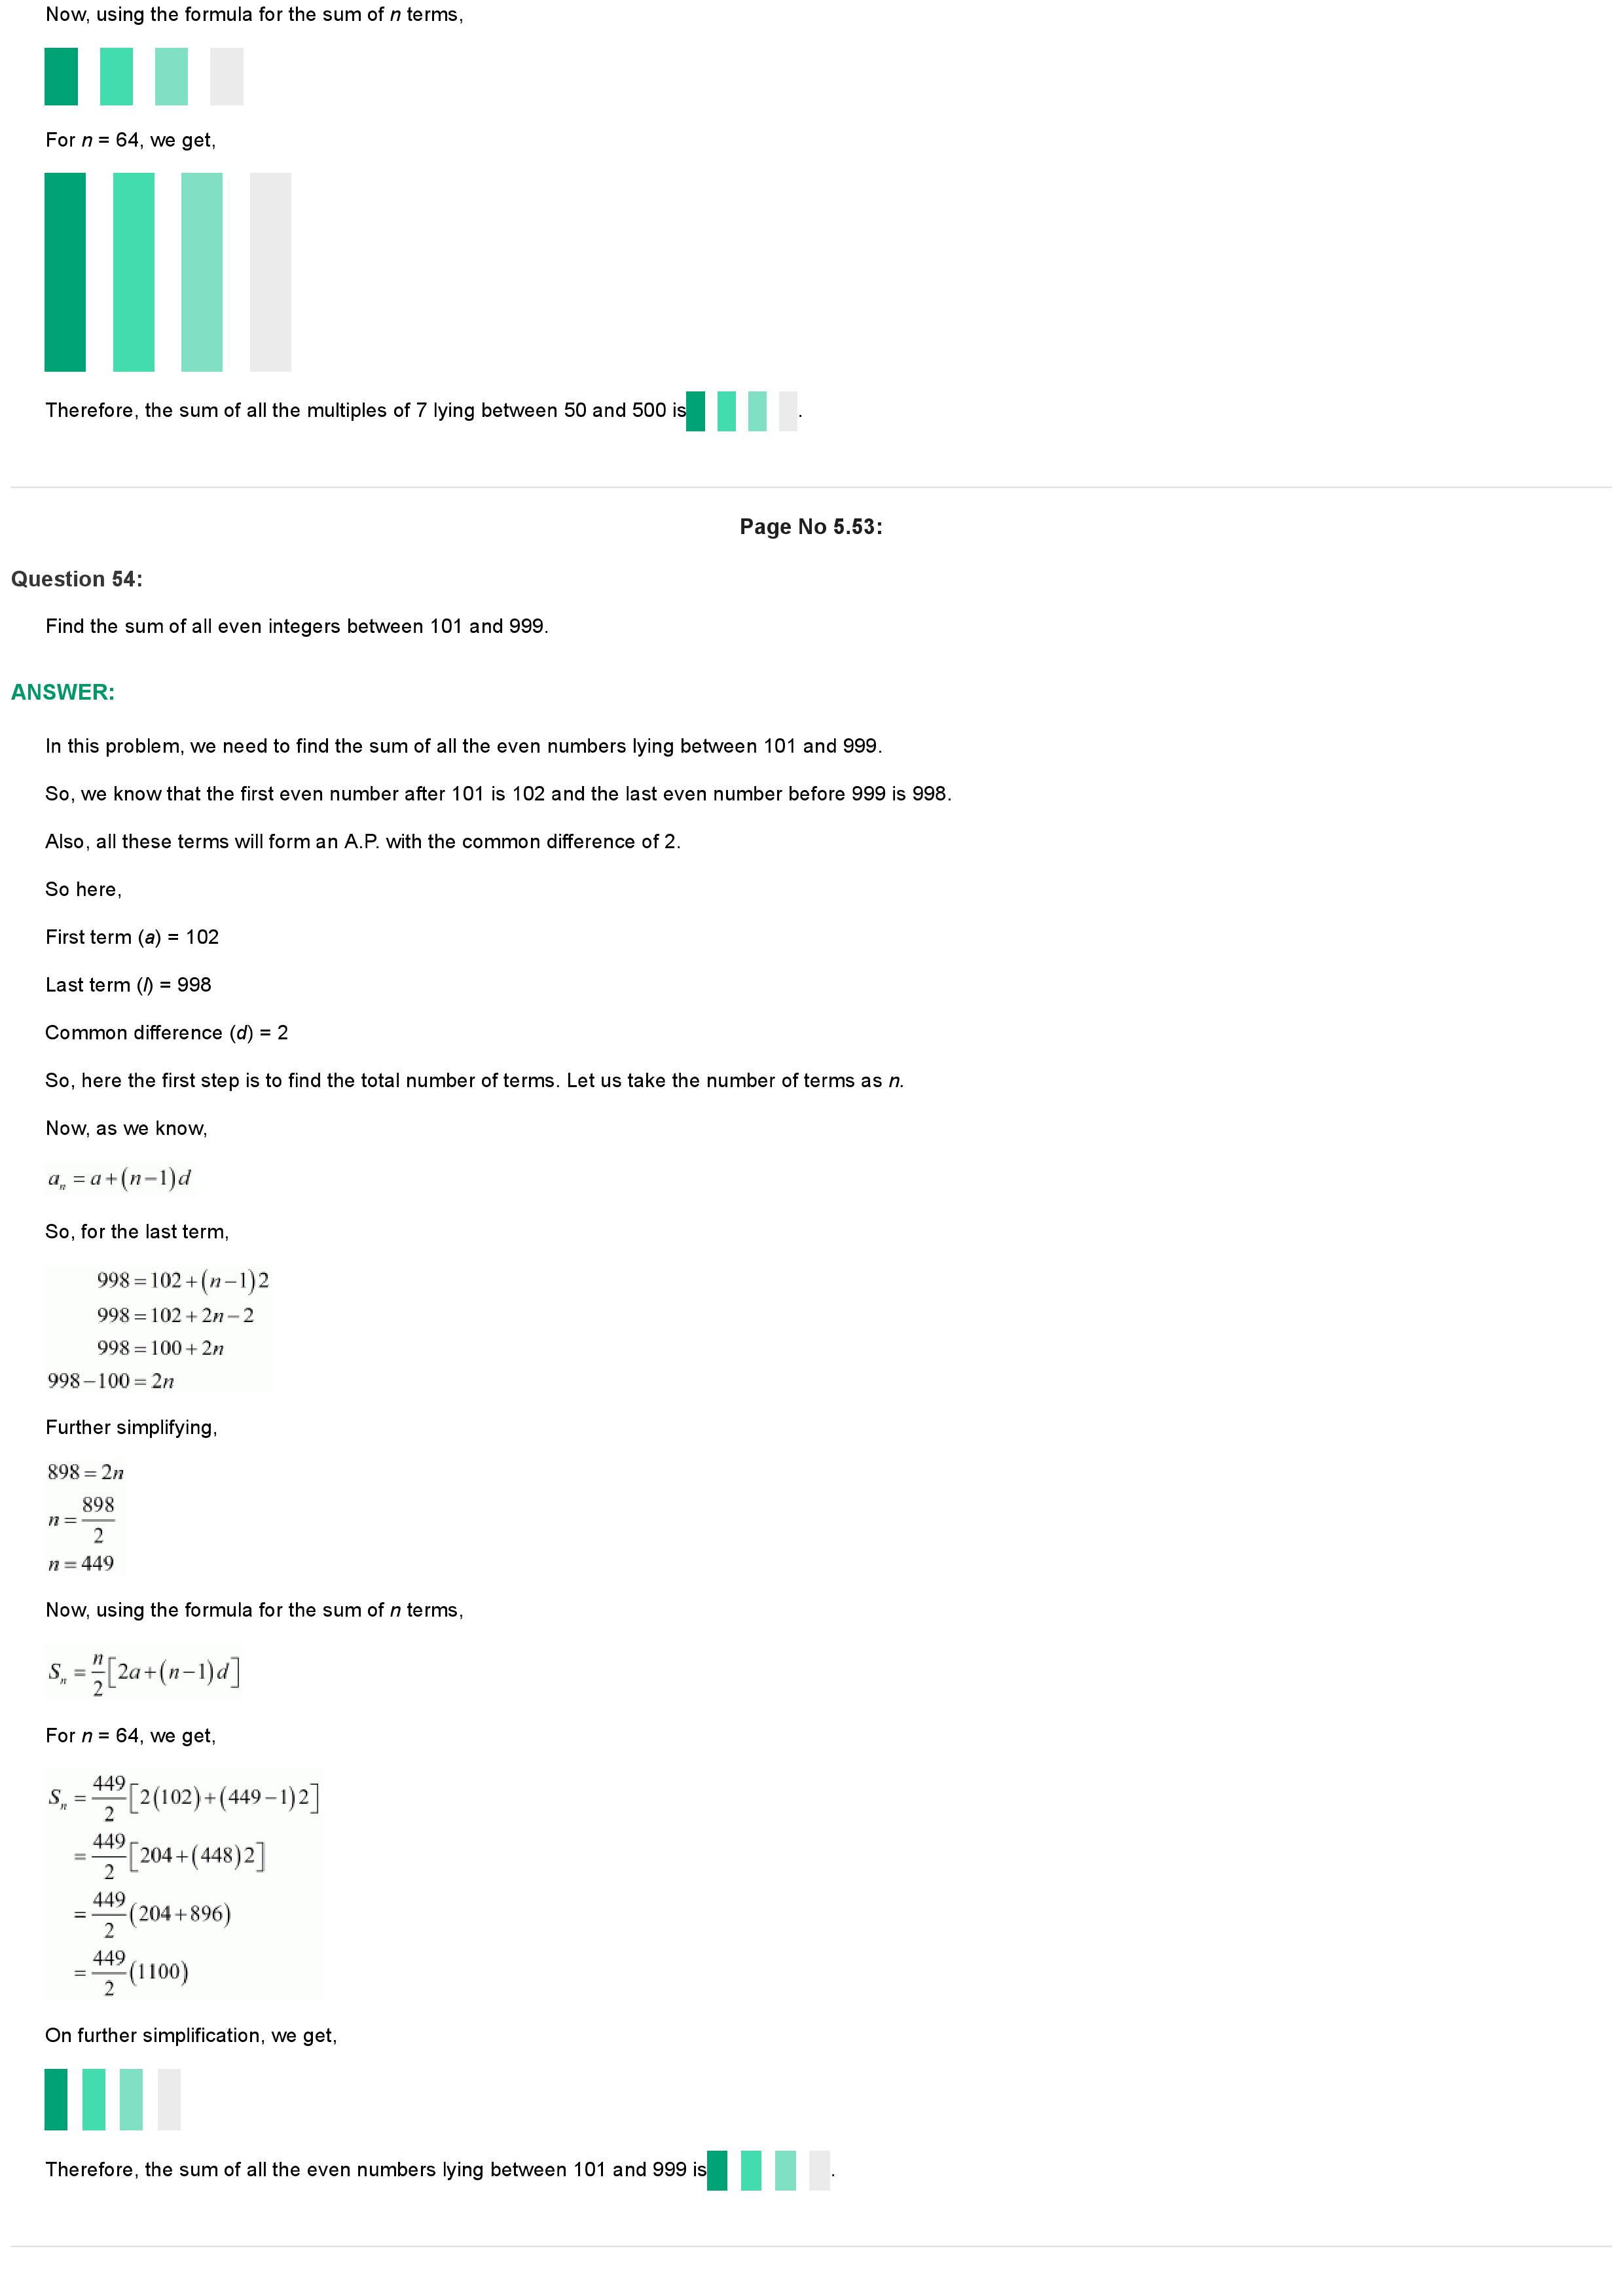 Now, using the formula for the sum of n terms,
For n = 64, we get,
Therefore, the sum of all the multiples of 7 lying between 50 and 500 is .
Page No 5.53:
Question 54:
Find the sum of all even integers between 101 and 999.
ANSWER:
In this problem, we need to find the sum of all the even numbers lying between 101 and 999.
So, we know that the first even number after 101 is 102 and the last even number before 999 is 998.
Also, all these terms will form an A.P. with the common difference of 2.
So here,
First term (a) = 102
Last term (l) = 998
Common difference (d) = 2
So, here the first step is to find the total number of terms. Let us take the number of terms as n.
Now, as we know,
aₙ = a+(n−1)d
So, for the last term,
998 = 102+(n−1)2
998 = 102+2n−2
998 = 100+2n
998−100 = 2n
Further simplifying,
898 = 2n
n = 898/2
n = 449
Now, using the formula for the sum of n terms,
Sₙ = n/2[2a+(n−1)d]
For n = 64, we get,
Sₙ = 449/2[2(102)+(449−1)2]
= 449/2[204+(448)2]
= 449/2(204+896)
= 449/2(1100)
On further simplification, we get,
Therefore, the sum of all the even numbers lying between 101 and 999 is .